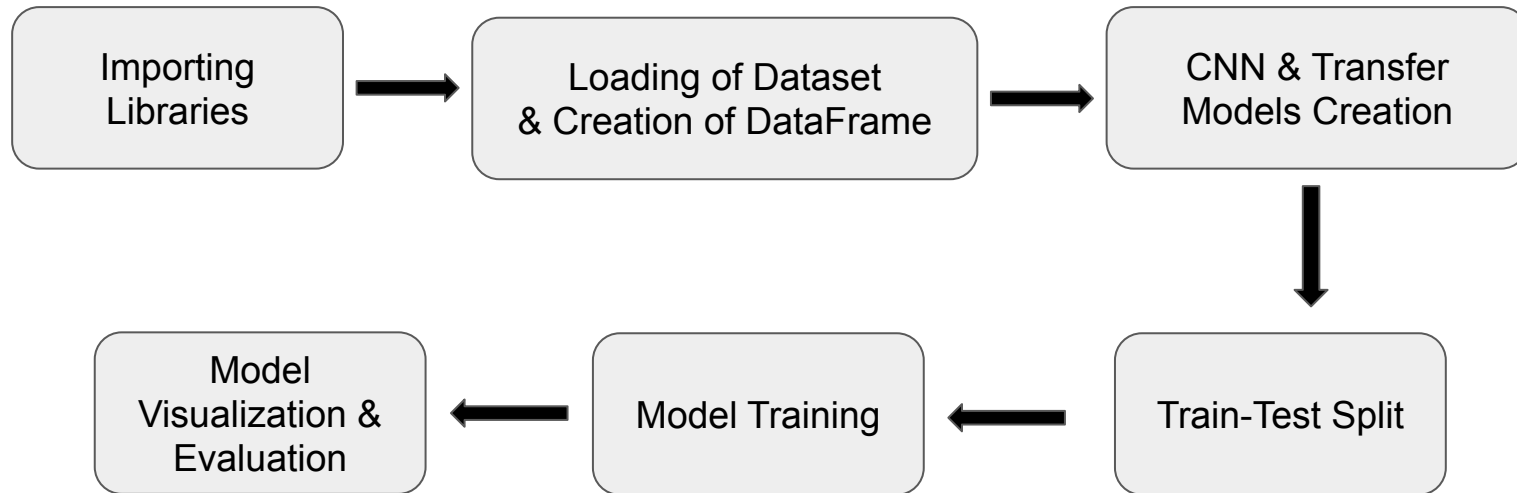 Importing
Libraries
Loading of Dataset
& Creation of DataFrame
CNN & Transfer
Models Creation
Train-Test Split
Model Training
Model
Visualization &
Evaluation